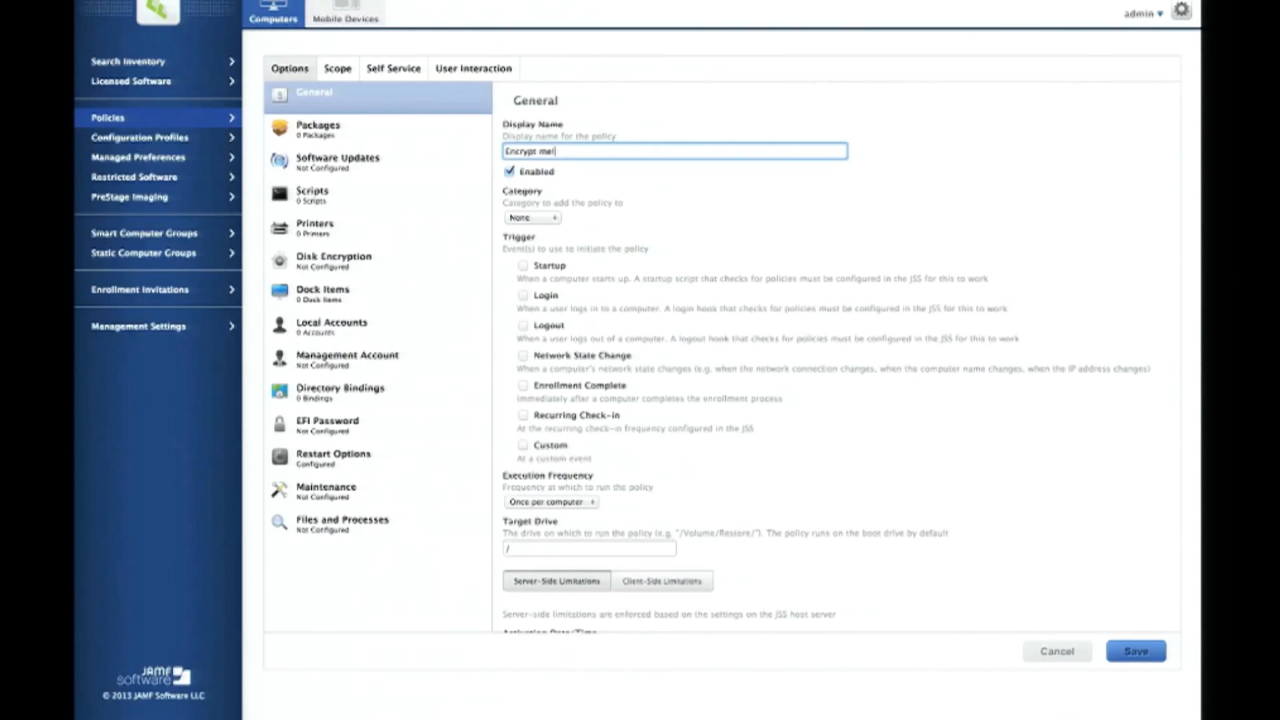 Computers
Mobile Devices
admin
Search Inventory
Licensed Software
Policies
Configuration Profiles
Managed Preferences
Restricted Software
PreStage Imaging
Smart Computer Groups
Static Computer Groups
Enrollment Invitations
Management Settings
JAMF
software
© 2013 JAMF Software LLC
Options Scope Self Service User Interaction
General
Packages
0 Packages
Software Updates
Not Configured
Scripts
0 Scripts
Printers
0 Printers
Disk Encryption
Not Configured
Dock Items
0 Dock Items
Local Accounts
0 Accounts
Management Account
Not Configured
Directory Bindings
0 Bindings
EFI Password
Not Configured
Restart Options
Configured
Maintenance
Not Configured
Files and Processes
Not Configured
General
Display Name
Display name for the policy
Encrypt me!
Enabled
Category
Category to add the policy to
None
Trigger
Event(s) to use to initiate the policy
Startup
When a computer starts up. A startup script that checks for policies must be configured in the JSS for this to work
Login
When a user logs in to a computer. A login hook that checks for policies must be configured in the JSS for this to work
Logout
When a user logs out of a computer. A logout hook that checks for policies must be configured in the JSS for this to work
Network State Change
When a computer's network state changes (e.g. when the network connection changes, when the computer name changes, when the IP address changes)
Enrollment Complete
Immediately after a computer completes the enrollment process
Recurring Check-in
At the recurring check-in frequency configured in the JSS
Custom
At a custom event
Execution Frequency
Frequency at which to run the policy
Once per computer
Target Drive
The drive on which to run the policy (e.g. "/Volume/Restore/"). The policy runs on the boot drive by default
/
Server-Side Limitations Client-Side Limitations
Server-side limitations are enforced based on the settings on the JSS host server
Activation Date/Time
Cancel Save